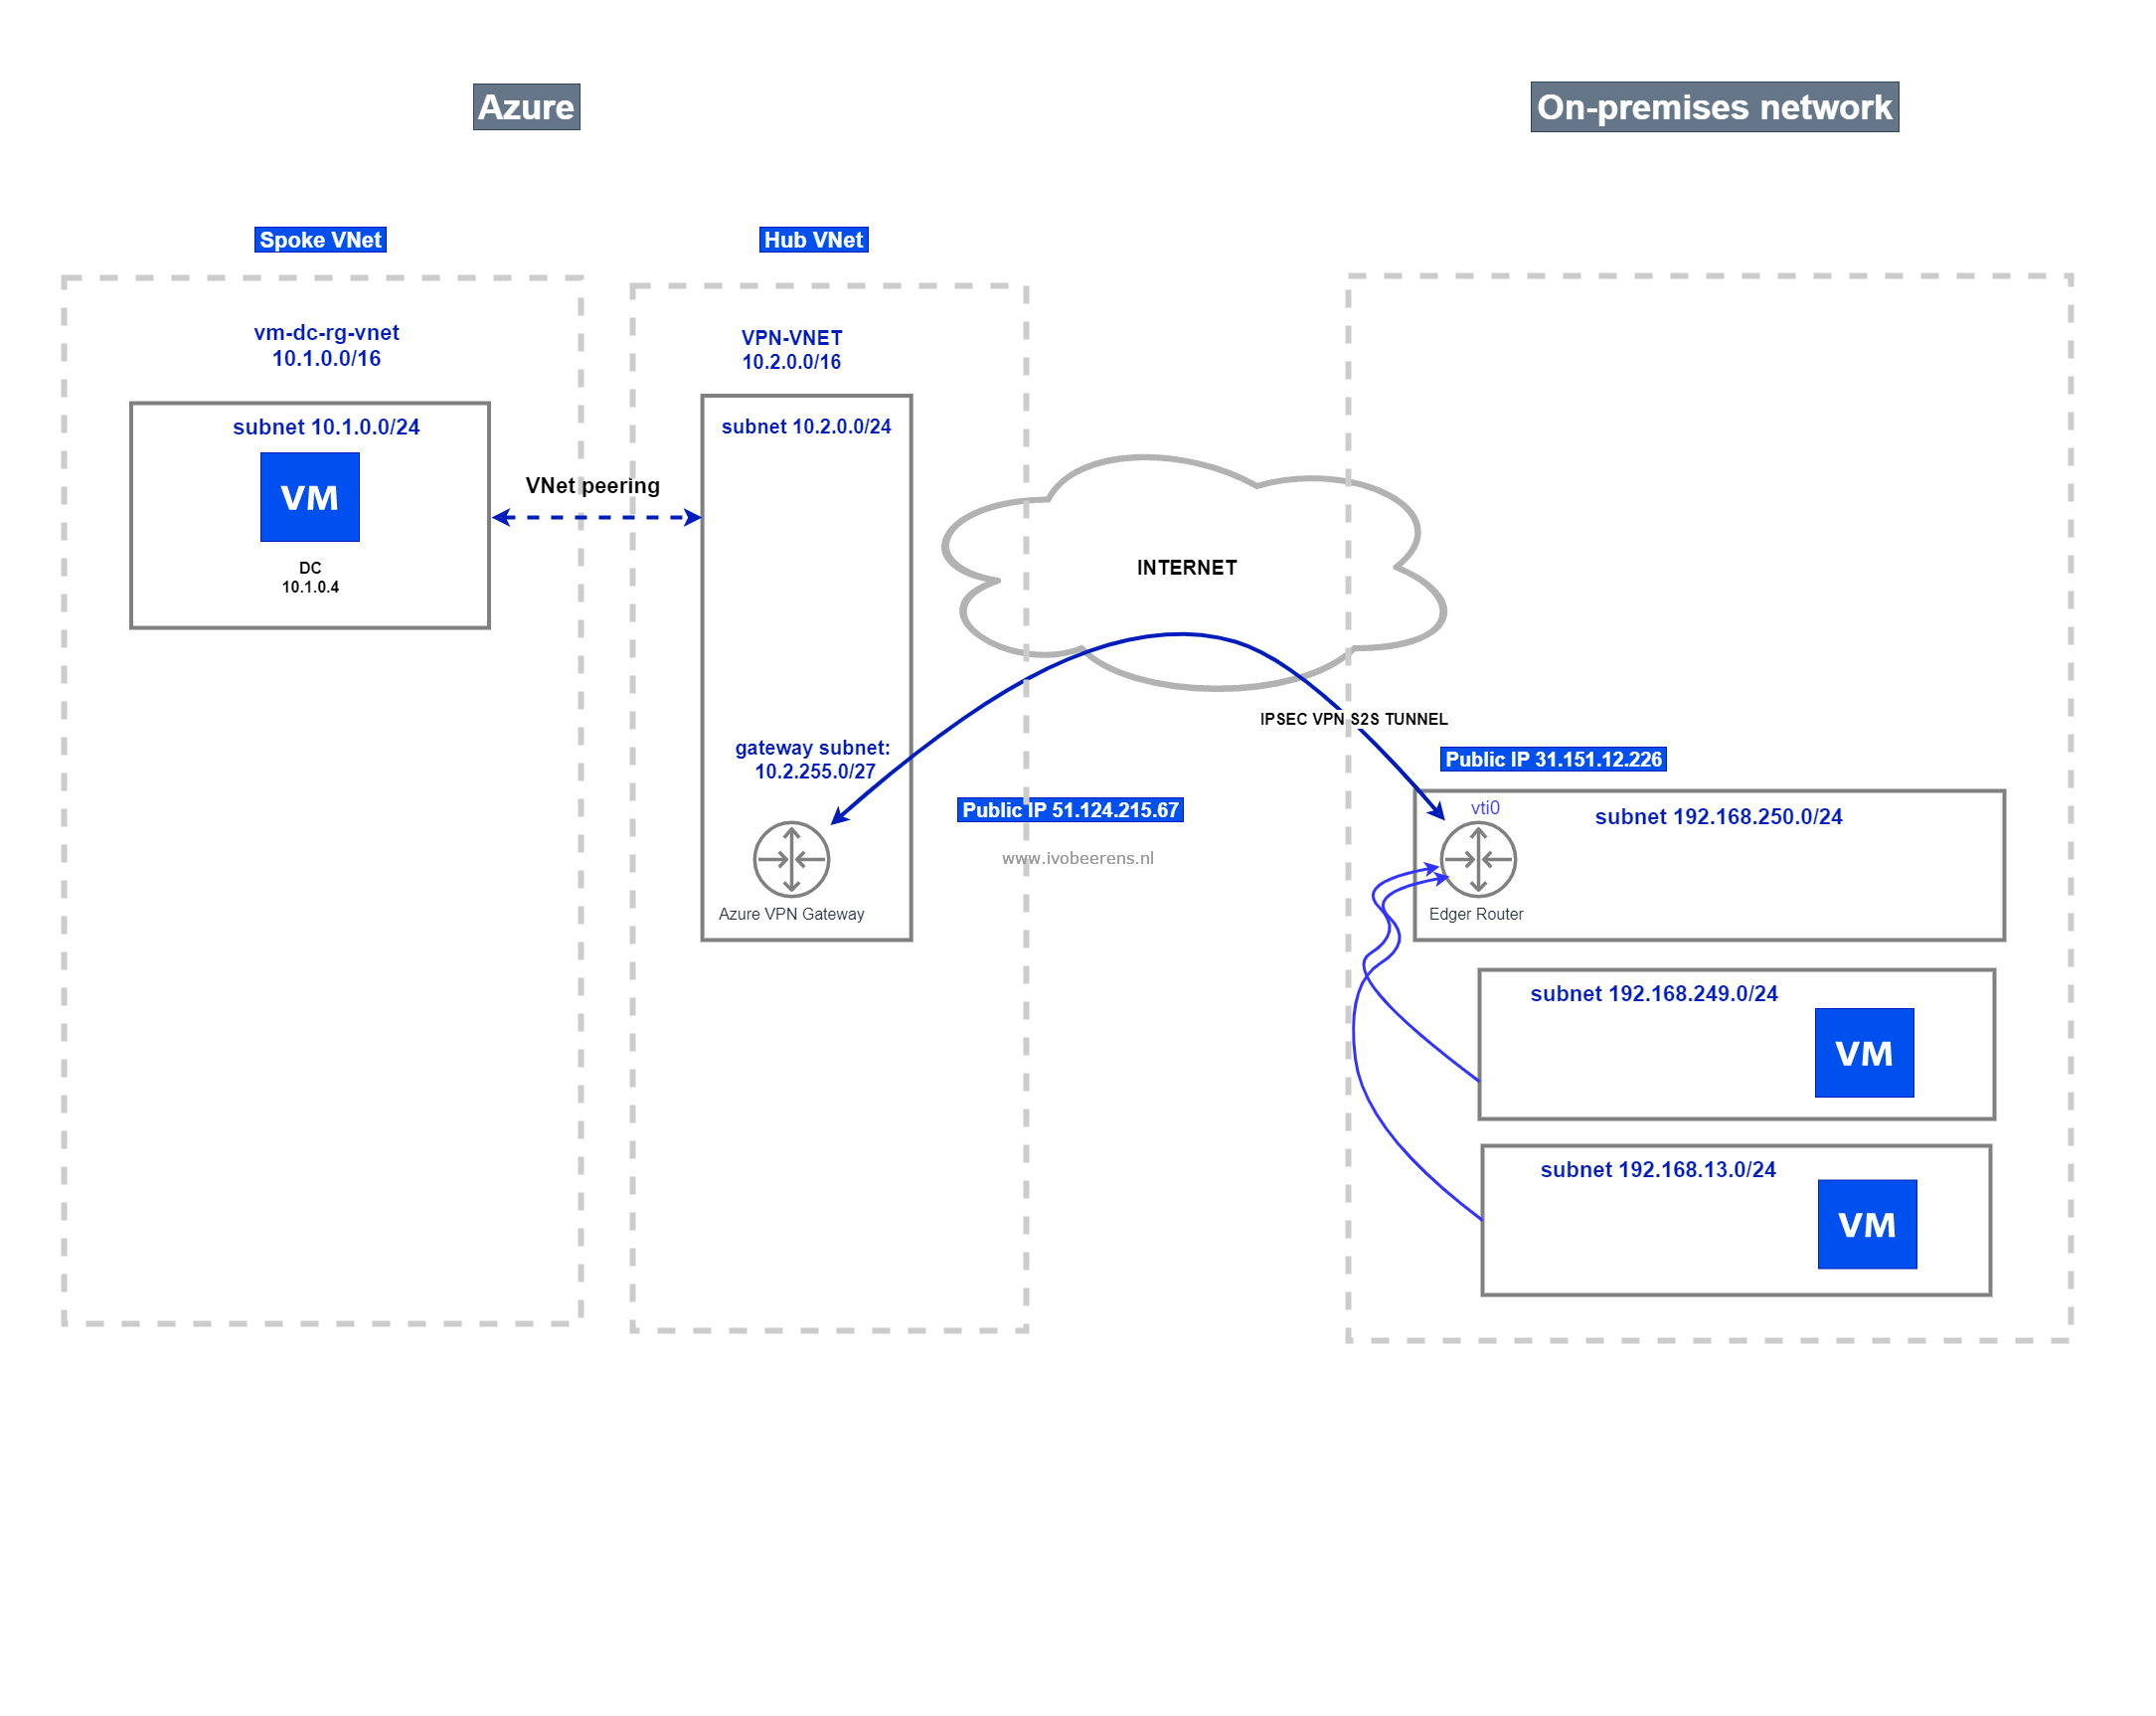 Azure
On-premises network
Spoke VNet
Hub VNet
vm-dc-rg-vnet
10.1.0.0/16
VPN-VNET
10.2.0.0/16
subnet 10.1.0.0/24
VM
DC
10.1.0.4
VNet peering
subnet 10.2.0.0/24
INTERNET
IPSEC VPN S2S TUNNEL
gateway subnet:
10.2.255.0/27
Azure VPN Gateway
Public IP 51.124.215.67
www.ivobeerens.nl
Public IP 31.151.12.226
vti0
subnet 192.168.250.0/24
Edger Router
subnet 192.168.249.0/24
VM
subnet 192.168.13.0/24
VM